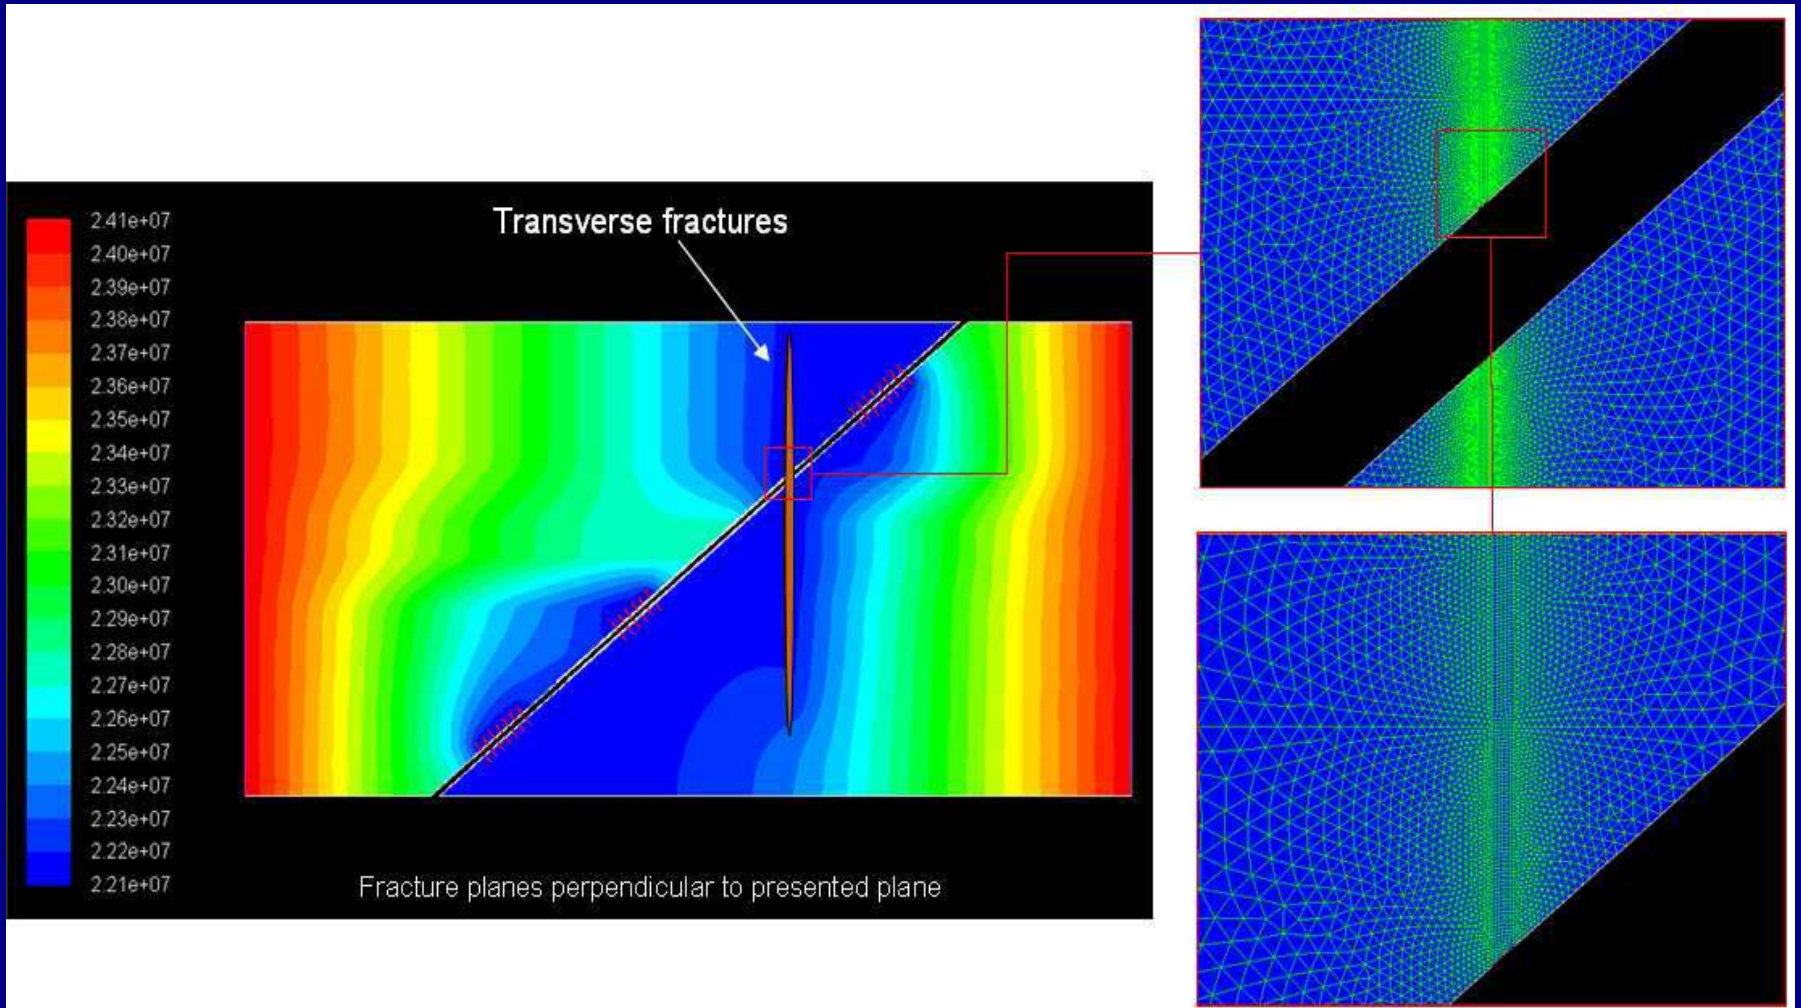 Transverse fractures
2.41e+07
2.40e+07
2.39e+07
2.38e+07
2.37e+07
2.36e+07
2.35e+07
2.34e+07
2.33e+07
2.32e+07
2.31e+07
2.30e+07
2.29e+07
2.28e+07
2.27e+07
2.26e+07
2.25e+07
2.24e+07
2.23e+07
2.22e+07
2.21e+07
Fracture planes perpendicular to presented plane